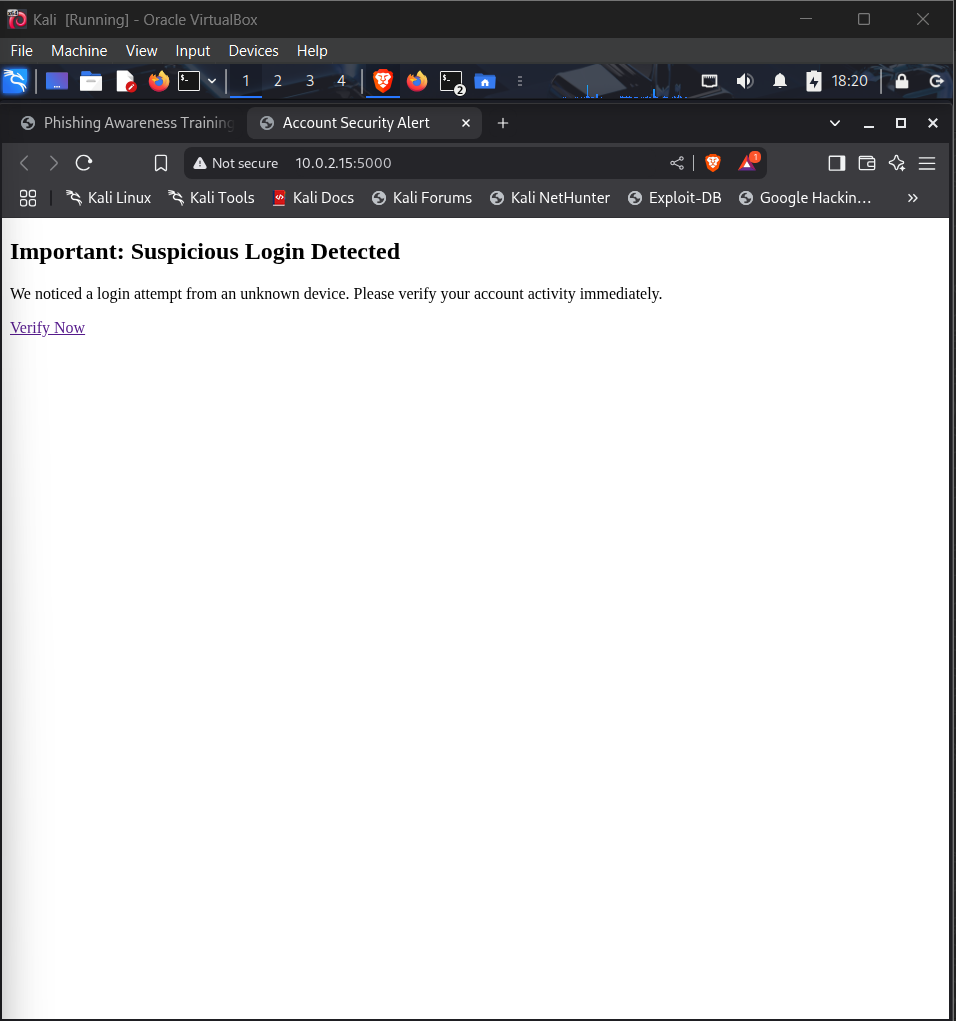 Kali [Running] - Oracle VirtualBox
File Machine View Input Devices Help
1 2 3 4 2 18:20
Phishing Awareness Training Account Security Alert
Not secure 10.0.2.15:5000 1
Kali Linux Kali Tools Kali Docs Kali Forums Kali NetHunter Exploit-DB Google Hackin… »
Important: Suspicious Login Detected
We noticed a login attempt from an unknown device. Please verify your account activity immediately.
Verify Now